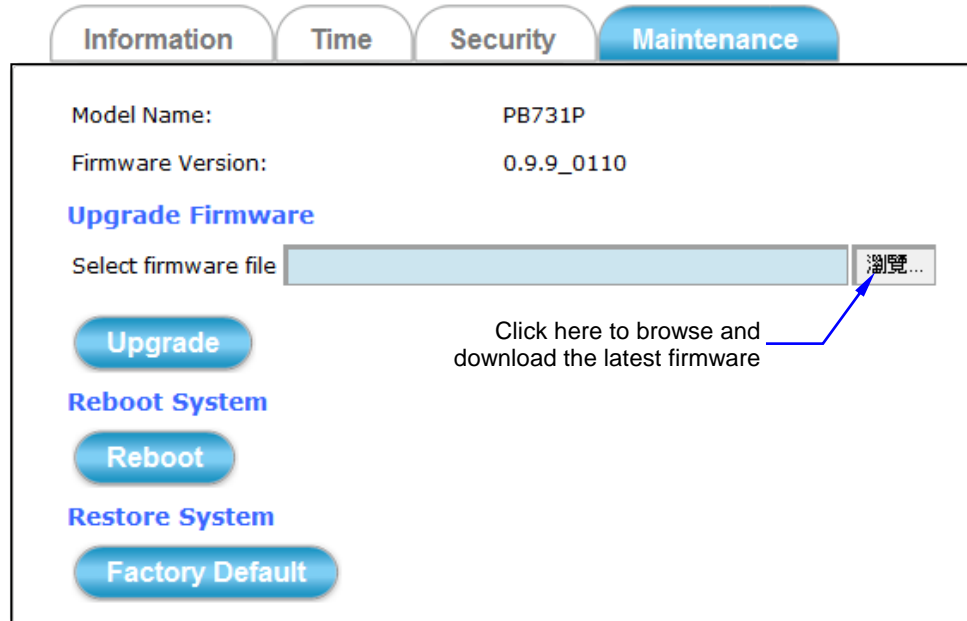 Information Time Security Maintenance
Model Name: PB731P
Firmware Version: 0.9.9_0110
Upgrade Firmware
Select firmware file 瀏覽...
Click here to browse and
download the latest firmware
Upgrade
Reboot System
Reboot
Restore System
Factory Default